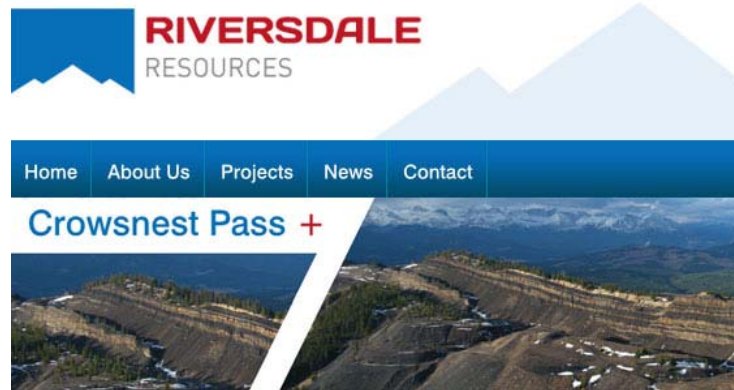 RIVERSDALE
RESOURCES
Home About Us Projects News Contact
Crowsnest Pass +